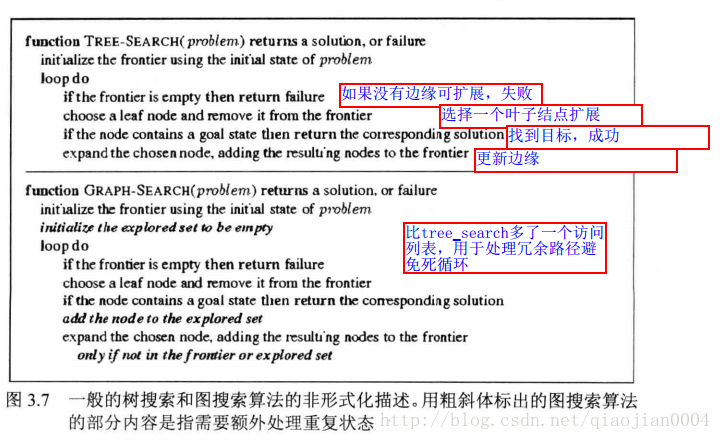 function TREE-SEARCH(problem) returns a solution, or failure
initialize the frontier using the initial state of problem
loop do
if the frontier is empty then return failure 如果没有边缘可扩展，失败
choose a leaf node and remove it from the frontier 选择一个叶子结点扩展
if the node contains a goal state then return the corresponding solution 找到目标，成功
expand the chosen node, adding the resulting nodes to the frontier 更新边缘
function GRAPH-SEARCH(problem) returns a solution, or failure
initialize the frontier using the initial state of problem
initialize the explored set to be empty
loop do
if the frontier is empty then return failure
choose a leaf node and remove it from the frontier
if the node contains a goal state then return the corresponding solution
add the node to the explored set
expand the chosen node, adding the resulting nodes to the frontier
only if not in the frontier or explored set
比tree_search多了一个访问
列表，用于处理冗余路径避
免死循环
图 3.7 一般的树搜索和图搜索算法的非形式化描述。用粗斜体标出的图搜索算法
的部分内容是指需要额外处理重复状态
http://blog.csdn.net/qiaojian0004